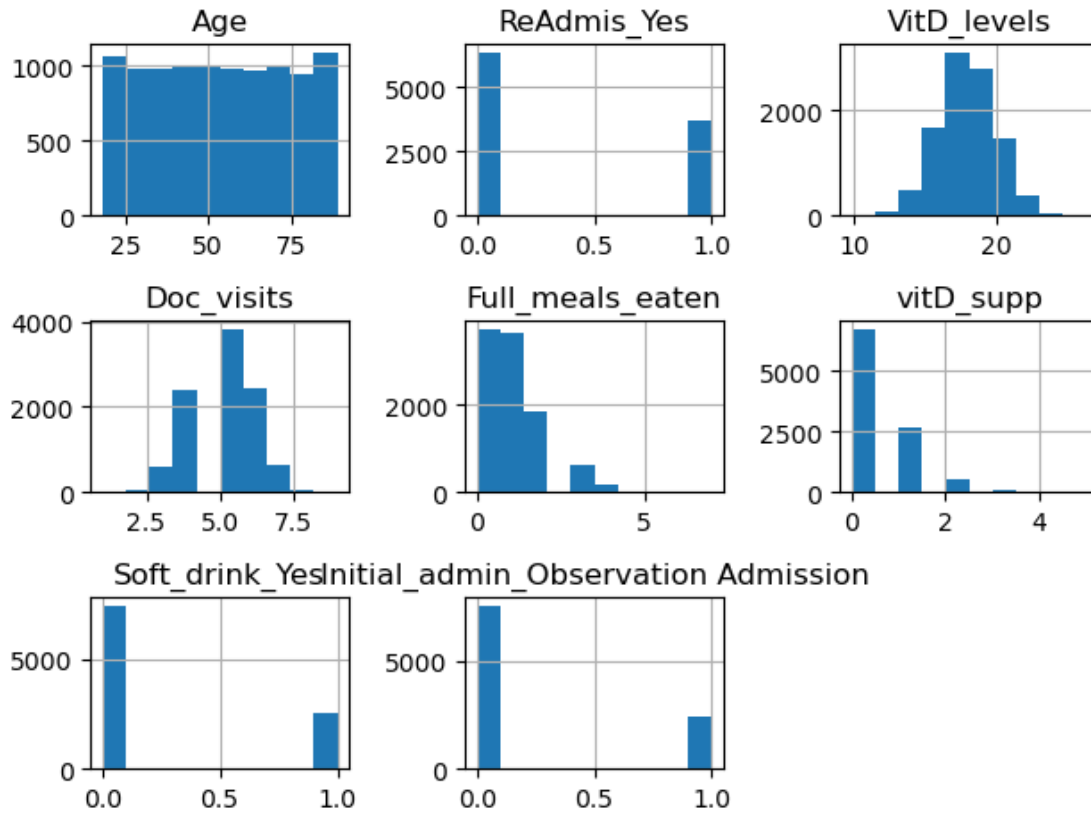 Age
1000
500
0
25 50 75
ReAdmis_Yes
5000
2500
0
0.0 0.5 1.0
VitD_levels
2000
0
10 20
Doc_visits
4000
2000
0
2.5 5.0 7.5
Full_meals_eaten
2000
0
0 5
vitD_supp
5000
2500
0
0 2 4
Soft_drink_Yes
5000
0
0.0 0.5 1.0
Initial_admin_Observation Admission
5000
0
0.0 0.5 1.0